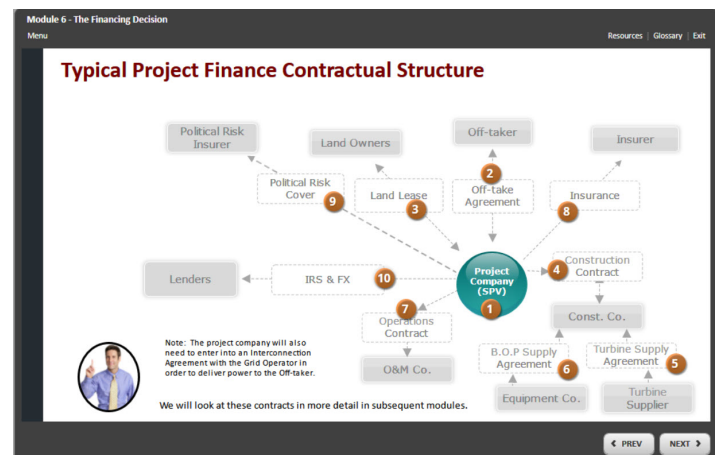 Module 6 - The Financing Decision
Menu
Resources | Glossary | Exit
Typical Project Finance Contractual Structure
Political Risk
Insurer
Land Owners
Off-taker
Insurer
Political Risk
Cover
9
Land Lease
3
2
Off-take
Agreement
Insurance
8
Lenders
IRS & FX
10
Project
Company
(SPV)
1
4
Construction
Contract
7
Operations
Contract
Const. Co.
O&M Co.
B.O.P Supply
Agreement
6
Turbine Supply
Agreement
5
Equipment Co.
Turbine
Supplier
Note: The project company will also
need to enter into an Interconnection
Agreement with the Grid Operator in
order to deliver power to the Off-taker.
We will look at these contracts in more detail in subsequent modules.
PREV
NEXT